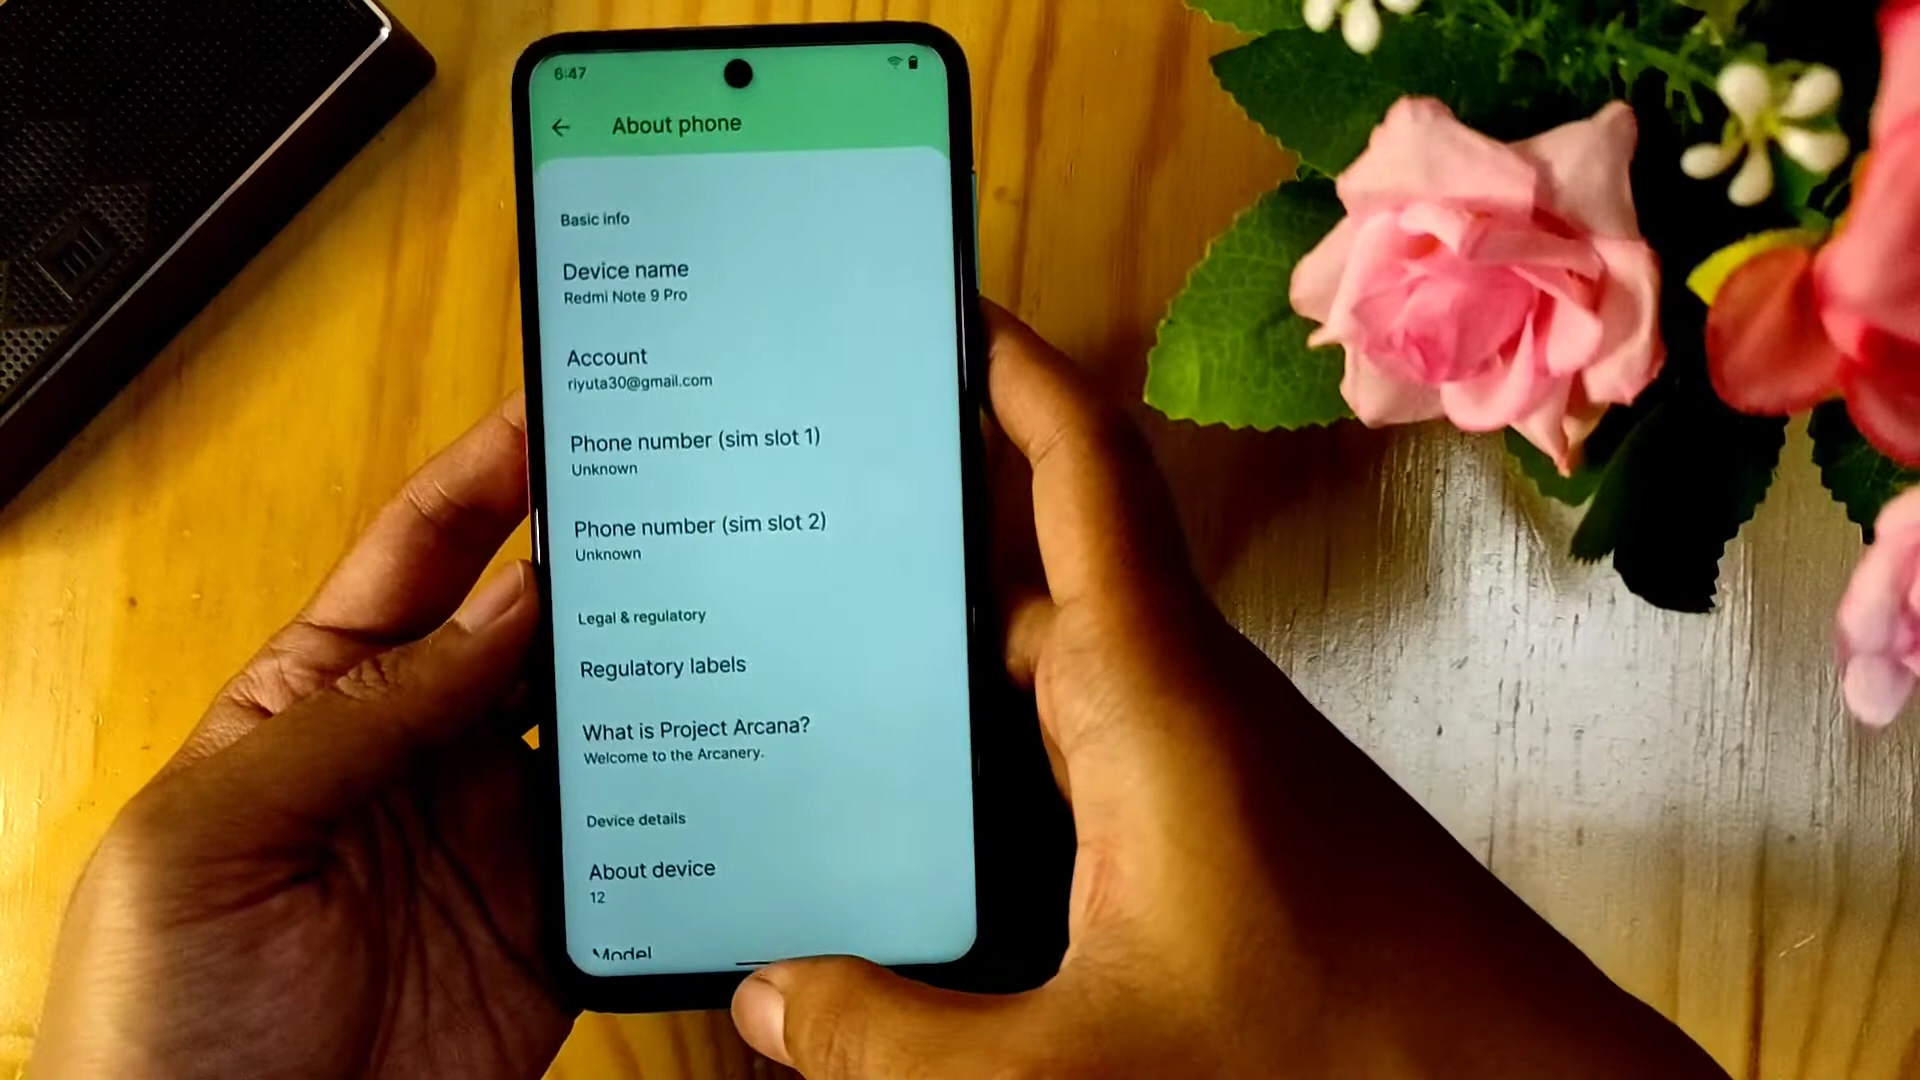 6:47
About phone
Basic info
Device name
Redmi Note 9 Pro
Account
riyuta30@gmail.com
Phone number (sim slot 1)
Unknown
Phone number (sim slot 2)
Unknown
Legal & regulatory
Regulatory labels
What is Project Arcana?
Welcome to the Arcanery.
Device details
About device
12
Model